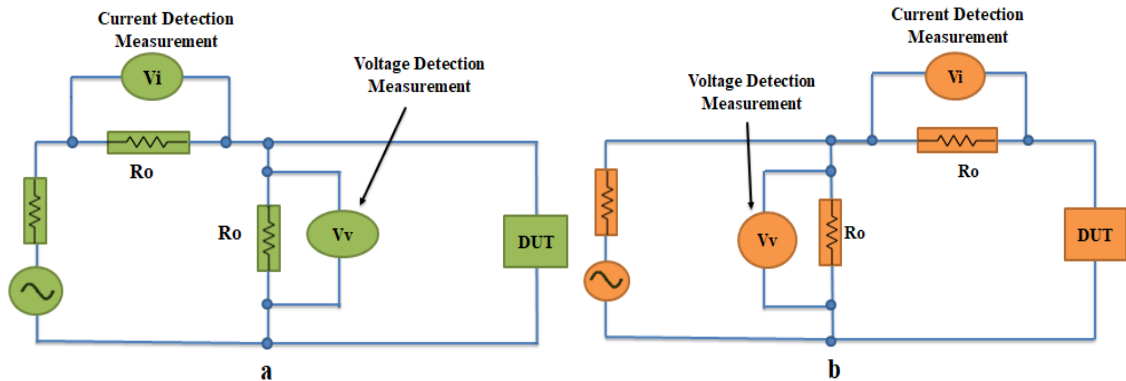 Current Detection
Measurement
Vi
Ro
Voltage Detection
Measurement
Ro
Vv
DUT
a
Current Detection
Measurement
Vi
Voltage Detection
Measurement
Ro
Vv
Ro
DUT
b